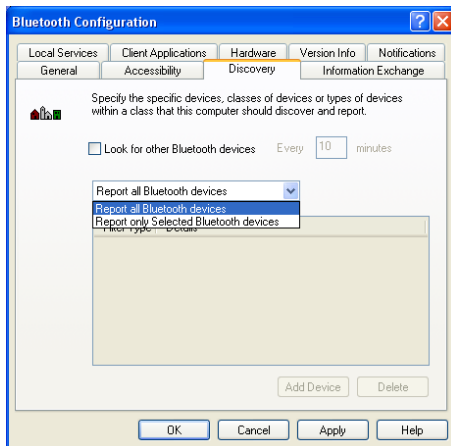 Bluetooth Configuration
Local Services Client Applications Hardware Version Info Notifications
General Accessibility Discovery Information Exchange
Specify the specific devices, classes of devices or types of devices
within a class that this computer should discover and report.
Look for other Bluetooth devices Every 10 minutes
Report all Bluetooth devices
Report all Bluetooth devices
Report only Selected Bluetooth devices
Filter Type Details
Add Device Delete
OK Cancel Apply Help